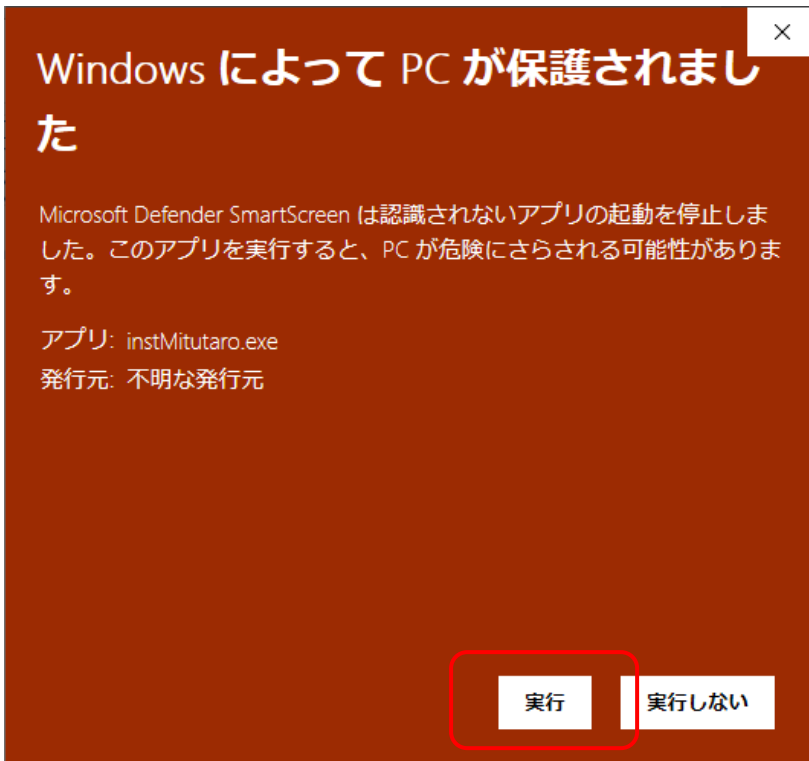 Windows によって PC が保護されまし
た
Microsoft Defender SmartScreen は認識されないアプリの起動を停止しま
した。このアプリを実行すると、PC が危険にさらされる可能性がありま
す。
アプリ: instMitutaro.exe
発行元: 不明な発行元
実行 実行しない